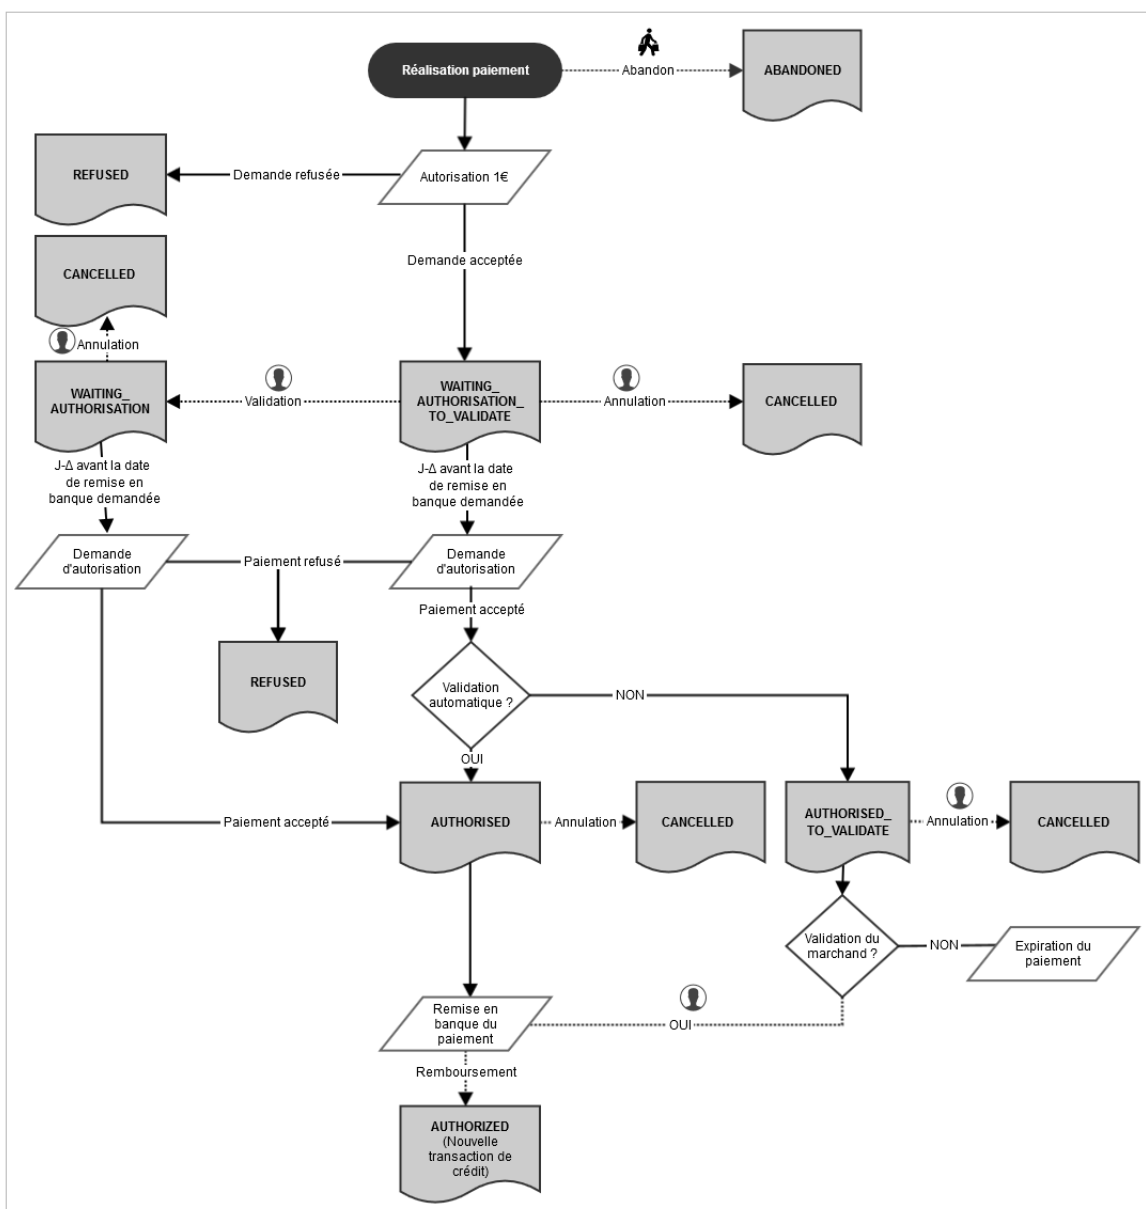 Réalisation paiement
Abandon
ABANDONED
REFUSED
Demande refusée
Autorisation 1€
CANCELLED
Demande acceptée
Annulation
WAITING_
AUTHORISATION
Validation
WAITING_
AUTHORISATION_
TO_VALIDATE
Annulation
CANCELLED
J-Δ avant la date
de remise en
banque demandée
J-Δ avant la date
de remise en
banque demandée
Demande
d'autorisation
Paiement refusé
Demande
d'autorisation
Paiement accepté
REFUSED
Validation
automatique ?
NON
OUI
Paiement accepté
AUTHORISED
Annulation
CANCELLED
AUTHORISED_
TO_VALIDATE
Annulation
CANCELLED
Validation du
marchand ?
NON
Expiration du
paiement
Remise en
banque du
paiement
OUI
Remboursement
AUTHORIZED
(Nouvelle
transaction de
crédit)